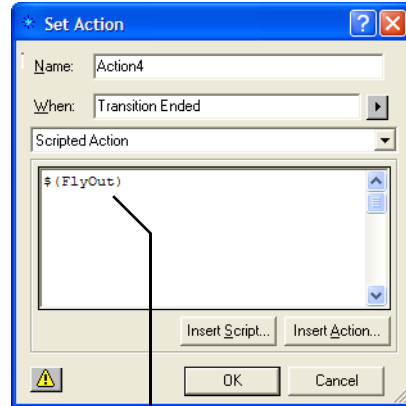 Set Action
Name: Action4
When: Transition Ended
Scripted Action
$(FlyOut)
Insert Script... Insert Action...
OK Cancel